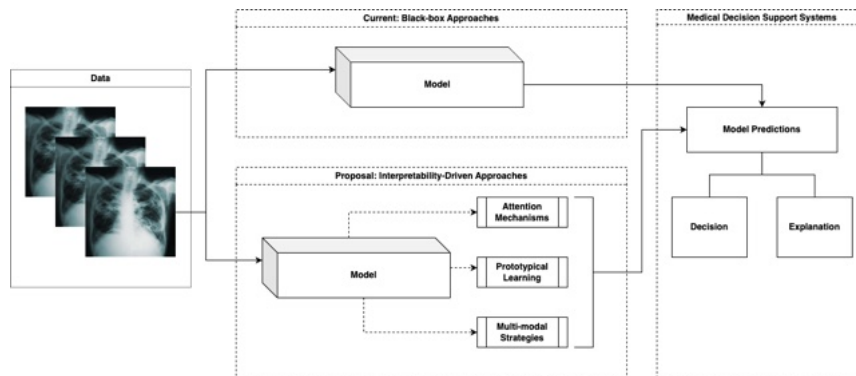 Current: Black-box Approaches
Medical Decision Support Systems
Data
Model
Model Predictions
Proposal: Interpretability-Driven Approaches
Attention
Mechanisms
Decision
Explanation
Model
Prototypical
Learning
Multi-modal
Strategies